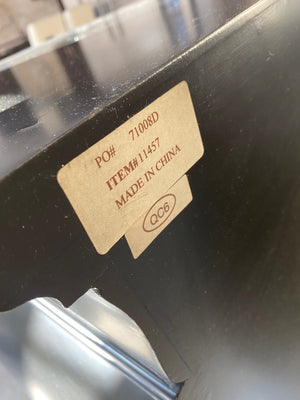 PO# 71008D
ITEM#11457
MADE IN CHINA
QC6